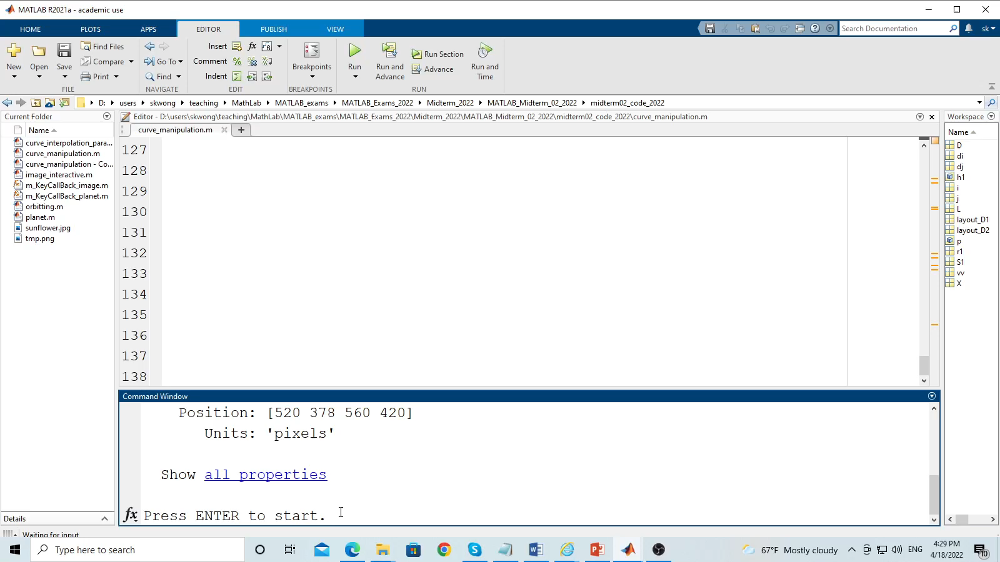 MATLAB R2021a - academic use
HOME PLOTS APPS EDITOR PUBLISH VIEW Search Documentation sk
New Open Save Find Files Compare Print
Go To Find
Insert Comment Indent
Breakpoints
Run Run and Advance Run Section Advance Run and Time
FILE NAVIGATE EDIT BREAKPOINTS RUN
D: users skwong teaching MathLab MATLAB_exams MATLAB_Exams_2022 Midterm_2022 MATLAB_Midterm_02_2022 midterm02_code_2022
Current Folder
Name
curve_interpolation_para...
curve_manipulation.m
curve_manipulation - Co...
image_interactive.m
m_KeyCallBack_image.m
m_KeyCallBack_planet.m
orbitting.m
planet.m
sunflower.jpg
tmp.png
Details
Editor - D:\users\skwong\teaching\MathLab\MATLAB_exams\MATLAB_Exams_2022\Midterm_2022\MATLAB_Midterm_02_2022\midterm02_code_2022\curve_manipulation.m
curve_manipulation.m
127
128
129
130
131
132
133
134
135
136
137
138
Command Window
Position: [520 378 560 420]
Units: 'pixels'
Show all properties
fx Press ENTER to start.
Workspace
Name
D
di
dj
h1
i
j
L
layout_D1
layout_D2
p
r1
S1
vv
X
Waiting for input
Type here to search
67°F Mostly cloudy
ENG
4:29 PM
4/18/2022
10